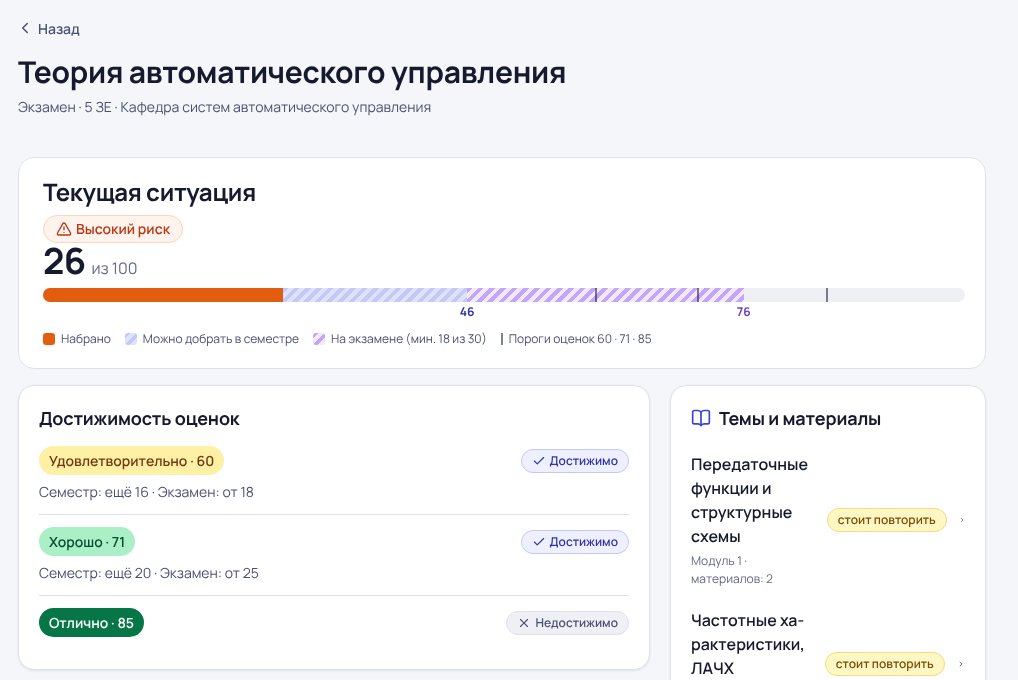 Назад
Теория автоматического управления
Экзамен · 5 ЗЕ · Кафедра систем автоматического управления
Текущая ситуация
Высокий риск
26 из 100
46
76
Набрано
Можно добрать в семестре
На экзамене (мин. 18 из 30)
Пороги оценок 60 · 71 · 85
Достижимость оценок
Удовлетворительно · 60
Достижимо
Семестр: ещё 16 · Экзамен: от 18
Хорошо · 71
Достижимо
Семестр: ещё 20 · Экзамен: от 25
Отлично · 85
Недостижимо
Темы и материалы
Передаточные
функции и
структурные
схемы
стоит повторить
Модуль 1 ·
материалов: 2
Частотные ха-
рактеристики,
ЛАЧХ
стоит повторить